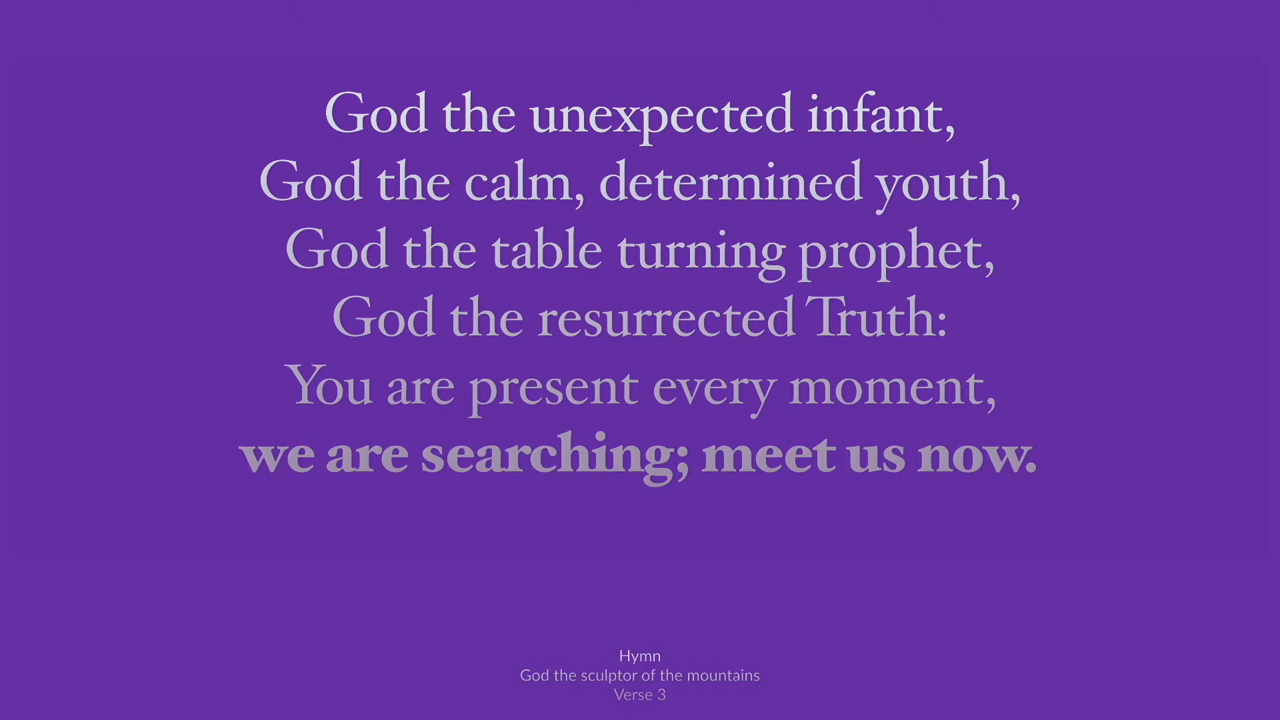 God the unexpected infant,
God the calm, determined youth,
God the table turning prophet,
God the resurrected Truth:
You are present every moment,
we are searching; meet us now.
Hymn
God the sculptor of the mountains
Verse 3